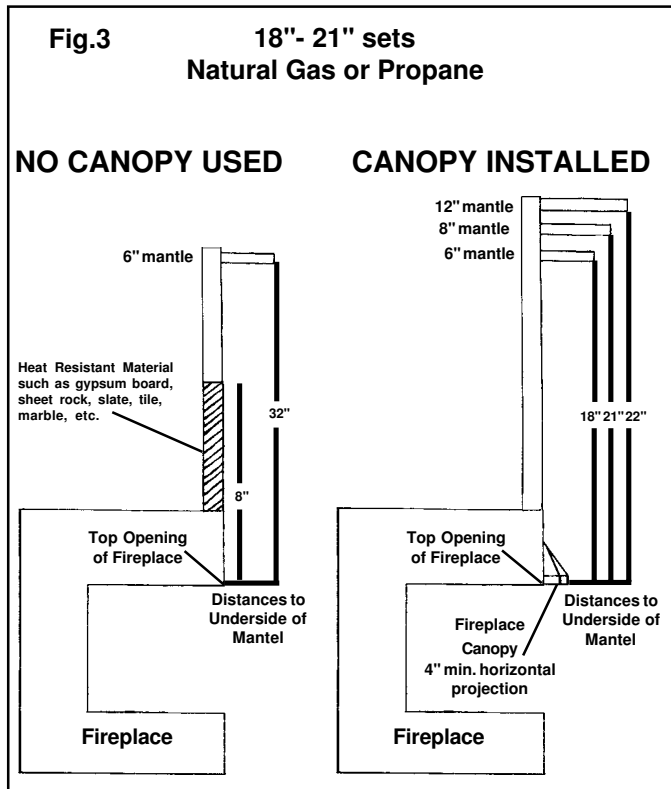 Fig.3
18"- 21" sets
Natural Gas or Propane
NO CANOPY USED
6" mantle
Heat Resistant Material
such as gypsum board,
sheet rock, slate, tile,
marble, etc.
32"
8"
Top Opening
of Fireplace
Distances to
Underside of
Mantel
Fireplace
CANOPY INSTALLED
12" mantle
8" mantle
6" mantle
18" 21" 22"
Top Opening
of Fireplace
Fireplace
Canopy
4" min. horizontal
projection
Distances to
Underside of
Mantel
Fireplace